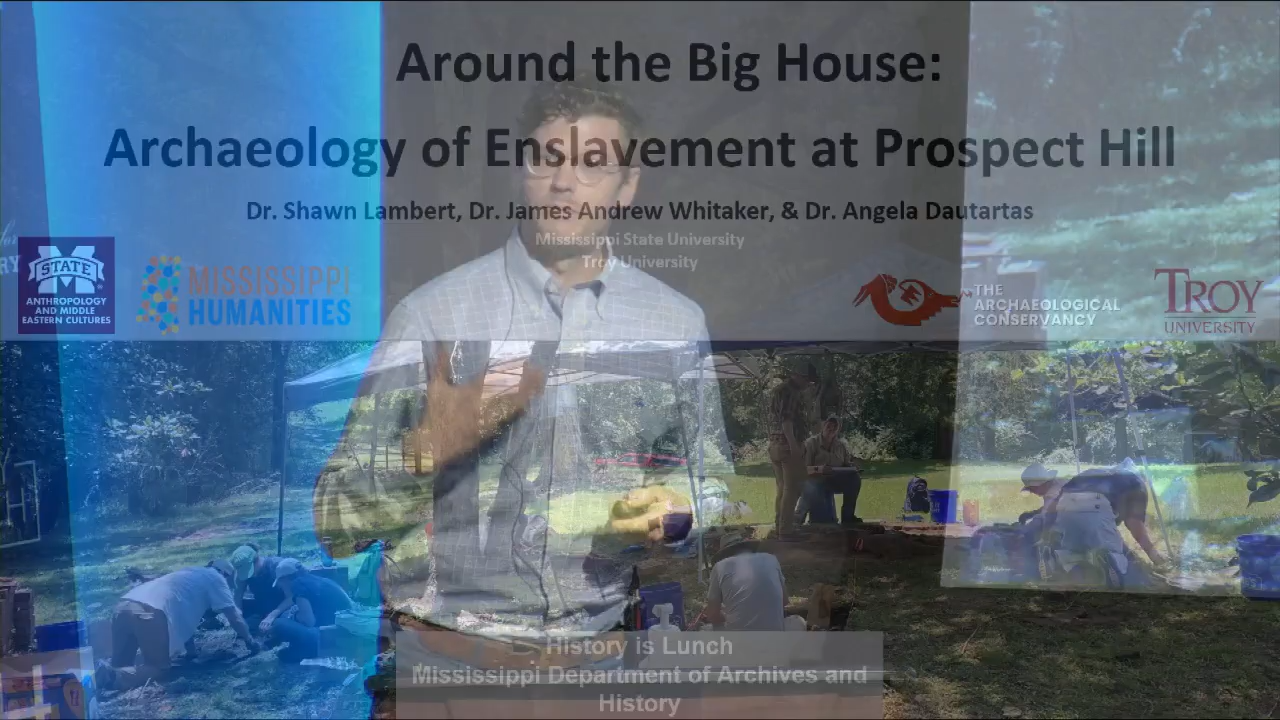 Around the Big House:
Archaeology of Enslavement at Prospect Hill
Dr. Shawn Lambert, Dr. James Andrew Whitaker, & Dr. Angela Dautartas
Mississippi State University
Troy University
STATE
ANTHROPOLOGY
AND MIDDLE
EASTERN CULTURES
MISSISSIPPI
HUMANITIES
THE
ARCHAEOLOGICAL
CONSERVANCY
TROY
UNIVERSITY
History is Lunch
Mississippi Department of Archives and
History